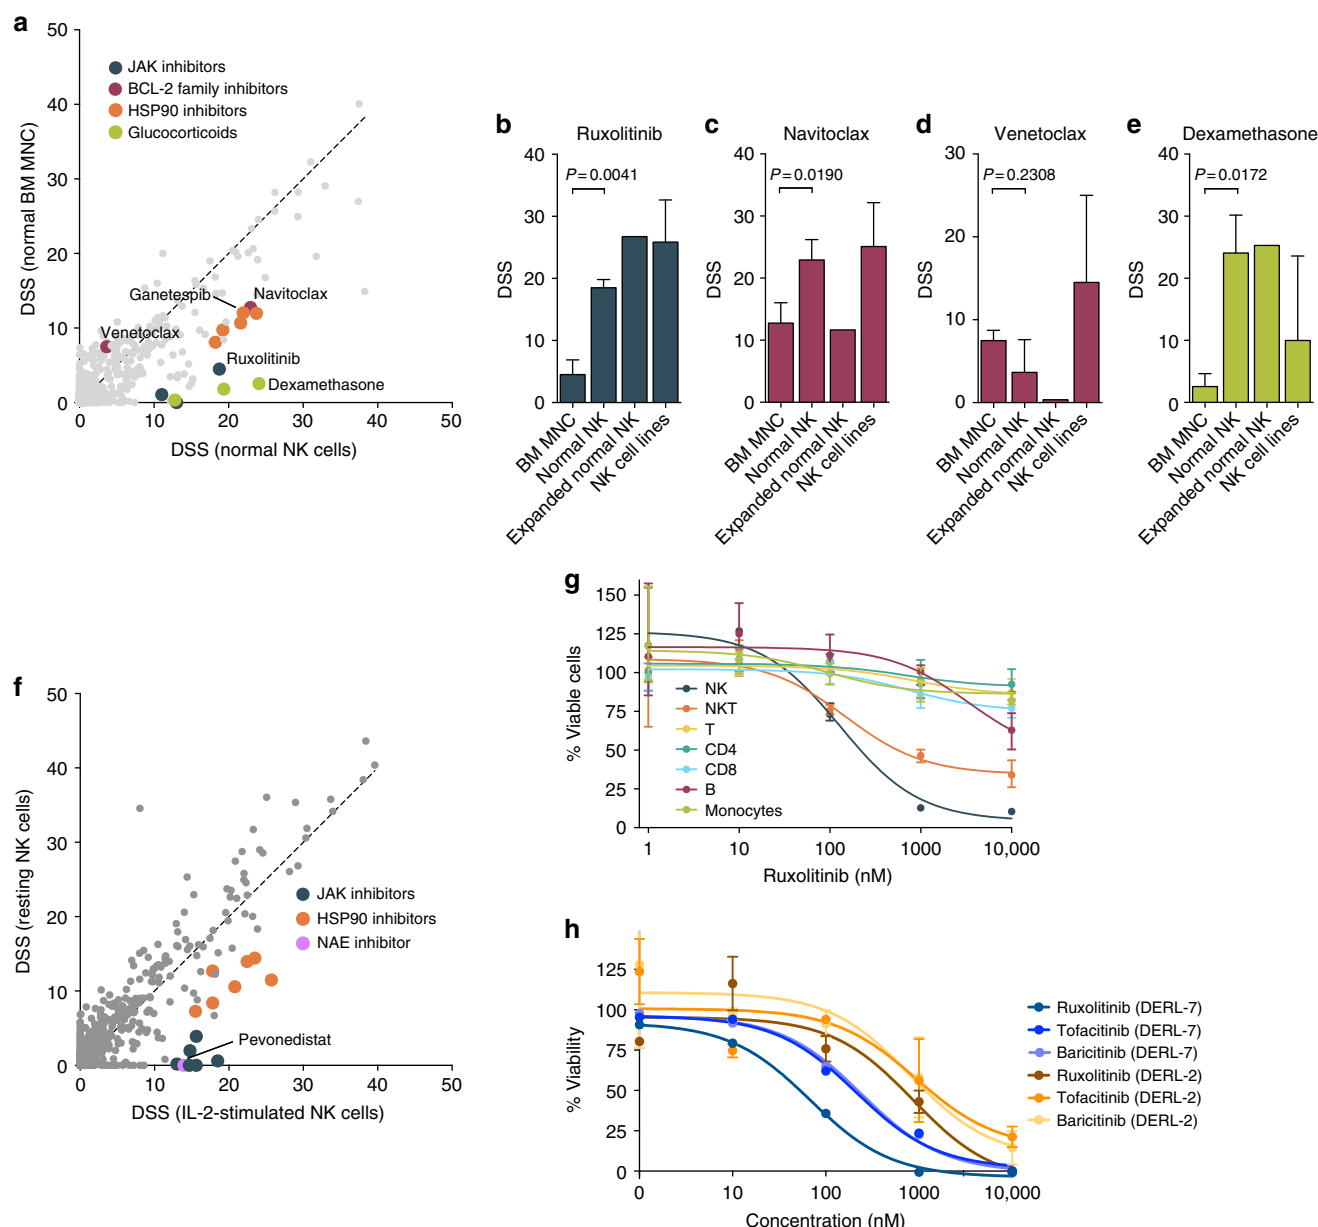 a
50
40
30
20
10
0
DSS (normal BM MNC)
JAK inhibitors
BCL-2 family inhibitors
HSP90 inhibitors
Glucocorticoids
Ganetespib
Navitoclax
Venetoclax
Ruxolitinib
Dexamethasone
0 10 20 30 40 50
DSS (normal NK cells)
b
Ruxolitinib
P = 0.0041
DSS
40
30
20
10
0
BM MNC
Normal NK
Expanded normal NK
NK cell lines
c
Navitoclax
P = 0.0190
DSS
40
30
20
10
0
BM MNC
Normal NK
Expanded normal NK
NK cell lines
d
Venetoclax
P = 0.2308
DSS
30
20
10
0
BM MNC
Normal NK
Expanded normal NK
NK cell lines
e
Dexamethasone
P = 0.0172
DSS
40
30
20
10
0
BM MNC
Normal NK
Expanded normal NK
NK cell lines
f
50
40
30
20
10
0
DSS (resting NK cells)
JAK inhibitors
HSP90 inhibitors
NAE inhibitor
Pevonedistat
0 10 20 30 40 50
DSS (IL-2-stimulated NK cells)
g
150
125
100
75
50
25
0
% Viable cells
NK
NKT
T
CD4
CD8
B
Monocytes
1 10 100 1000 10,000
Ruxolitinib (nM)
h
125
100
75
50
25
0
% Viability
0 10 100 1000 10,000
Concentration (nM)
Ruxolitinib (DERL-7)
Tofacitinib (DERL-7)
Baricitinib (DERL-7)
Ruxolitinib (DERL-2)
Tofacitinib (DERL-2)
Baricitinib (DERL-2)